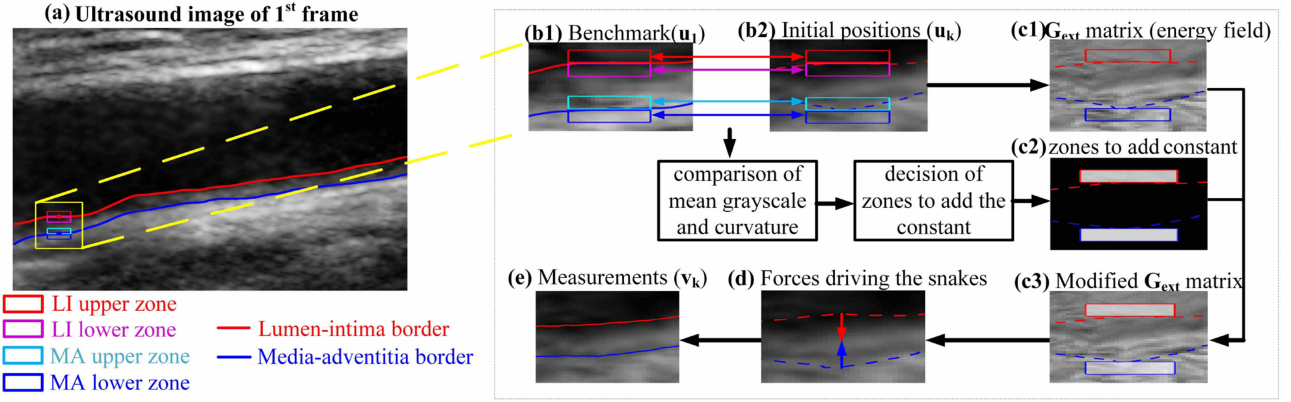 (a) Ultrasound image of 1st frame
LI upper zone
LI lower zone
MA upper zone
MA lower zone
Lumen-intima border
Media-adventitia border
(b1) Benchmark(u1)
(b2) Initial positions (uk)
(c1) Gext matrix (energy field)
comparison of
mean grayscale
and curvature
decision of
zones to add the
constant
(c2) zones to add constant
(e) Measurements (vk)
(d) Forces driving the snakes
(c3) Modified Gext matrix